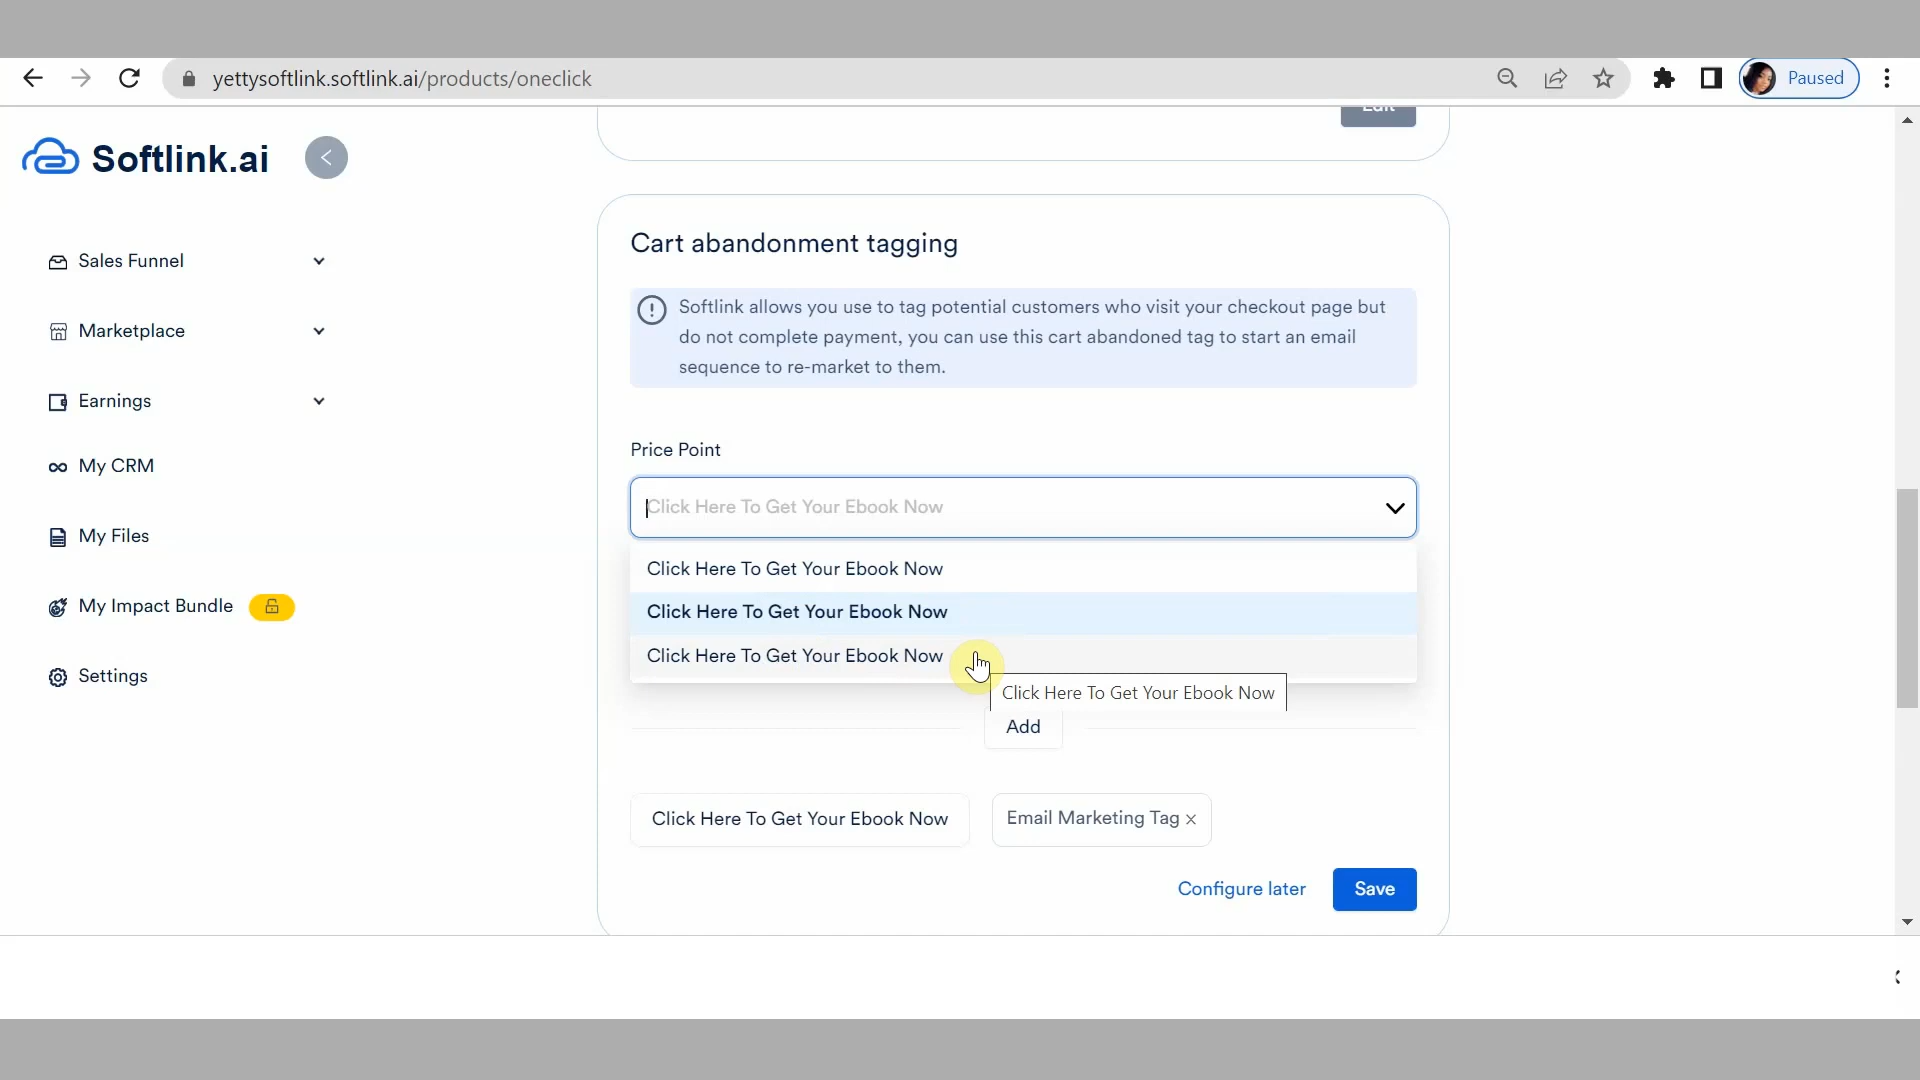 yettysoftlink.softlink.ai/products/oneclick
Paused
Edit
Softlink.ai
Sales Funnel
Marketplace
Earnings
My CRM
My Files
My Impact Bundle
Settings
Cart abandonment tagging
Softlink allows you use to tag potential customers who visit your checkout page but
do not complete payment, you can use this cart abandoned tag to start an email
sequence to re-market to them.
Price Point
Click Here To Get Your Ebook Now
Click Here To Get Your Ebook Now
Click Here To Get Your Ebook Now
Click Here To Get Your Ebook Now
Click Here To Get Your Ebook Now
Add
Click Here To Get Your Ebook Now
Email Marketing Tag ×
Configure later
Save